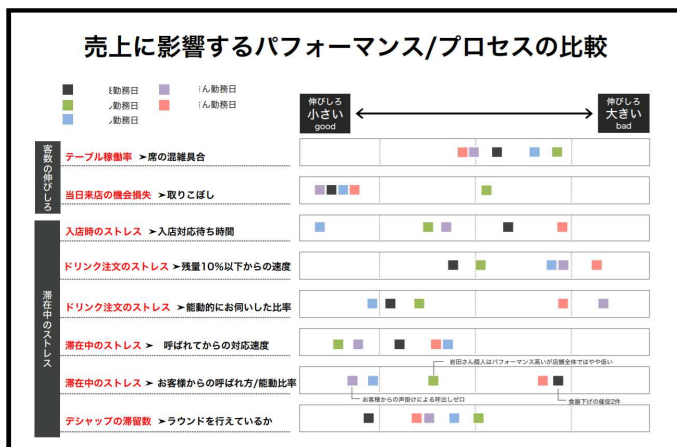 売上に影響するパフォーマンス/プロセスの比較
勤務日
ん勤務日
勤務日
ん勤務日
勤務日
伸びしろ
小さい
good
伸びしろ
大きい
bad
客数の伸びしろ
テーブル稼働率 ➤席の混雑具合
当日来店の機会損失 ➤取りこぼし
滞在中のストレス
入店時のストレス ➤入店対応待ち時間
ドリンク注文のストレス ➤残量10%以下からの速度
ドリンク注文のストレス ➤能動的にお伺いした比率
滞在中のストレス ➤ 呼ばれてからの対応速度
岩田さん個人はパフォーマンス高いが店舗全体ではやや低い
滞在中のストレス ➤お客様からの呼ばれ方/能動比率
お客様からの声掛けによる呼出しゼロ
食器下げの催促2件
デシャップの滞留数 ➤ラウンドを行えているか